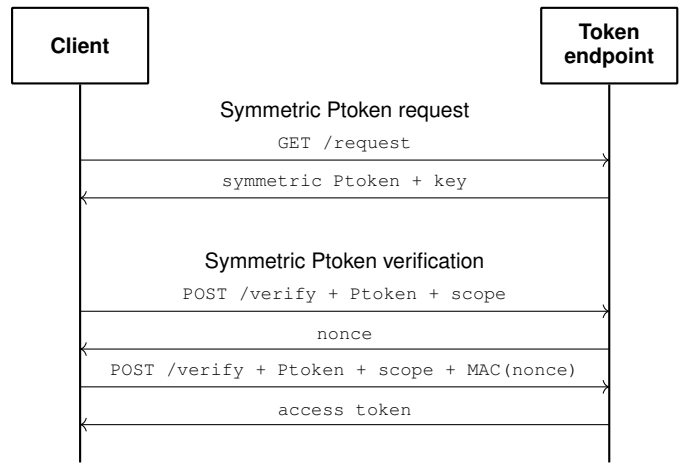 Client
Token
endpoint
Symmetric Ptoken request
GET /request
symmetric Ptoken + key
Symmetric Ptoken verification
POST /verify + Ptoken + scope
nonce
POST /verify + Ptoken + scope + MAC(nonce)
access token